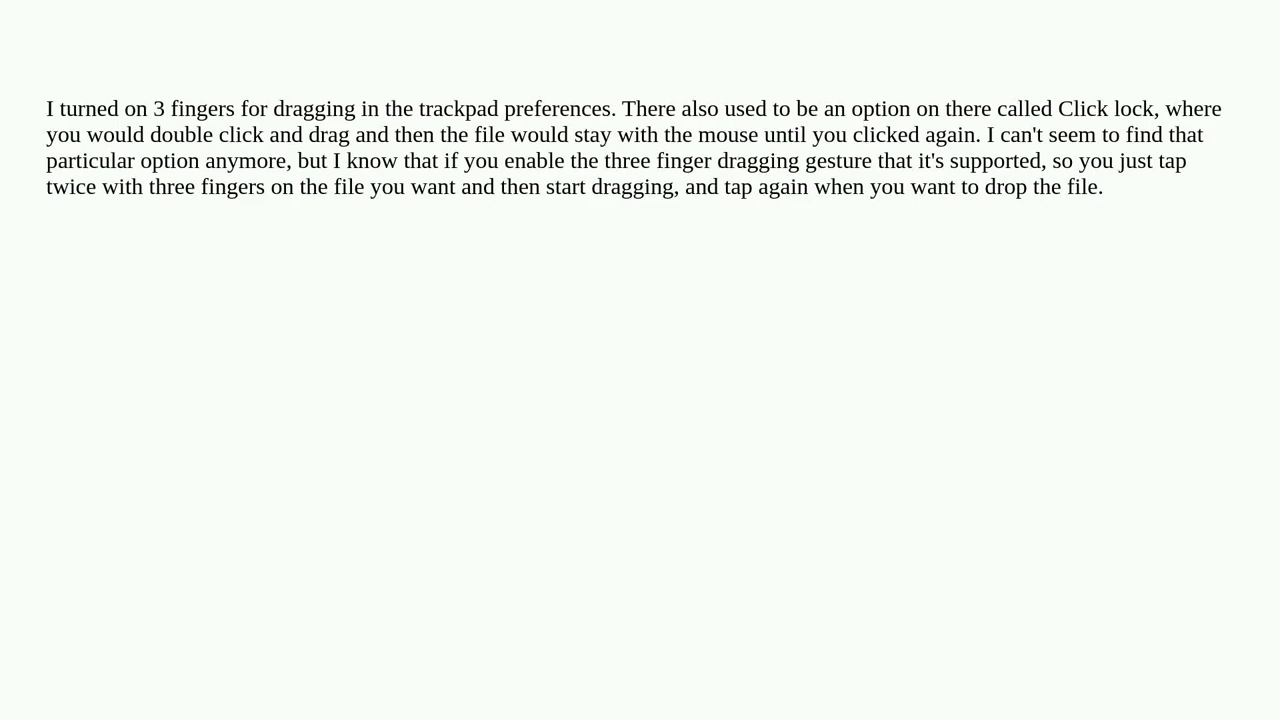 I turned on 3 fingers for dragging in the trackpad preferences. There also used to be an option on there called Click lock, where
you would double click and drag and then the file would stay with the mouse until you clicked again. I can't seem to find that
particular option anymore, but I know that if you enable the three finger dragging gesture that it's supported, so you just tap
twice with three fingers on the file you want and then start dragging, and tap again when you want to drop the file.